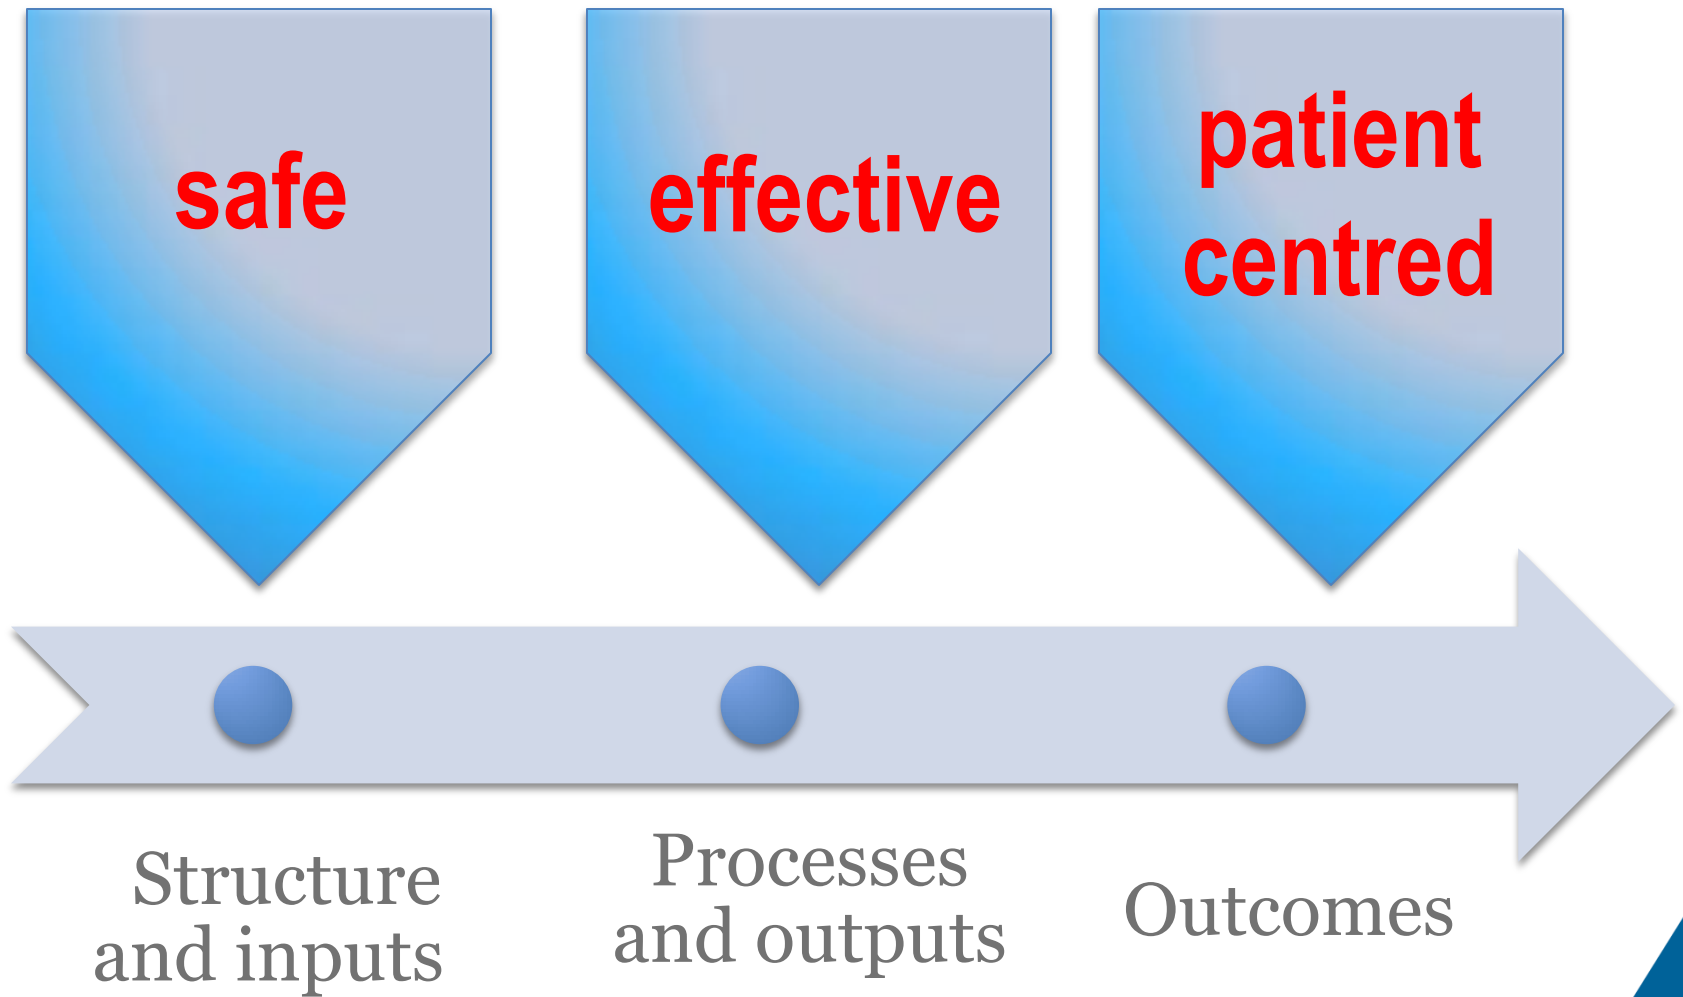 safe
effective
patient
centred
Structure
and inputs
Processes
and outputs
Outcomes